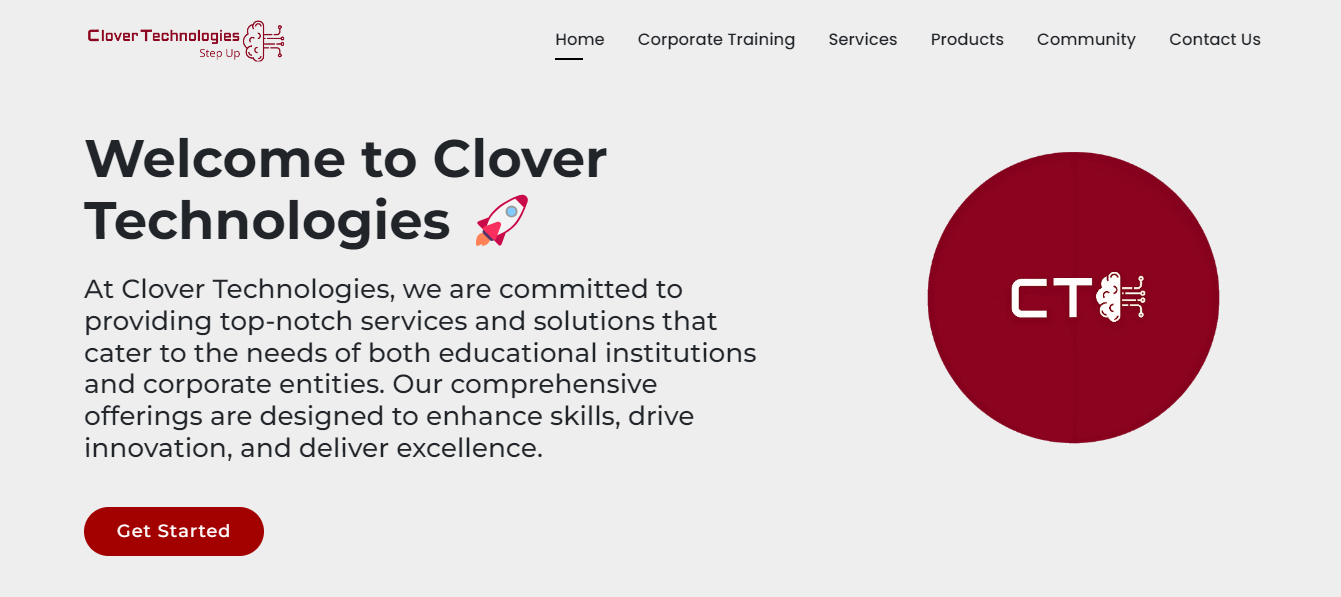 Clover Technologies
Step Up
Home Corporate Training Services Products Community Contact Us
Welcome to Clover
Technologies 🚀
At Clover Technologies, we are committed to
providing top-notch services and solutions that
cater to the needs of both educational institutions
and corporate entities. Our comprehensive
offerings are designed to enhance skills, drive
innovation, and deliver excellence.
Get Started
CT